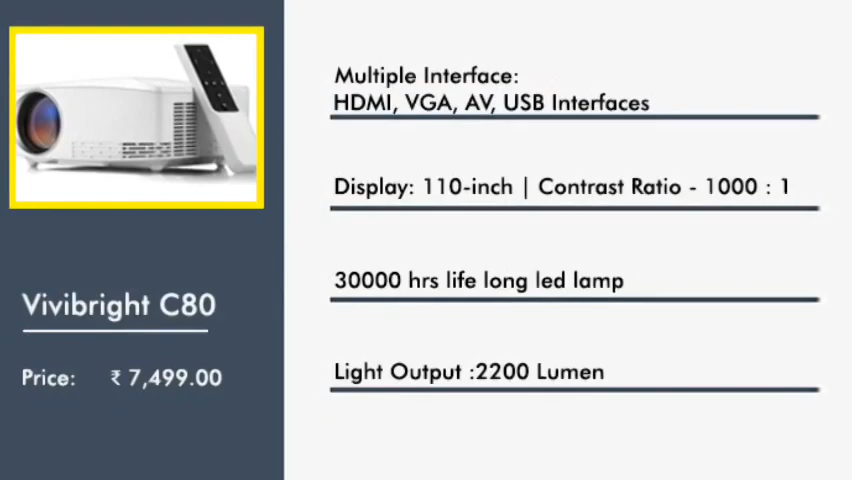 Multiple Interface:
HDMI, VGA, AV, USB Interfaces
Display: 110-inch | Contrast Ratio - 1000 : 1
30000 hrs life long led lamp
Light Output :2200 Lumen
Vivibright C80
Price: ₹ 7,499.00